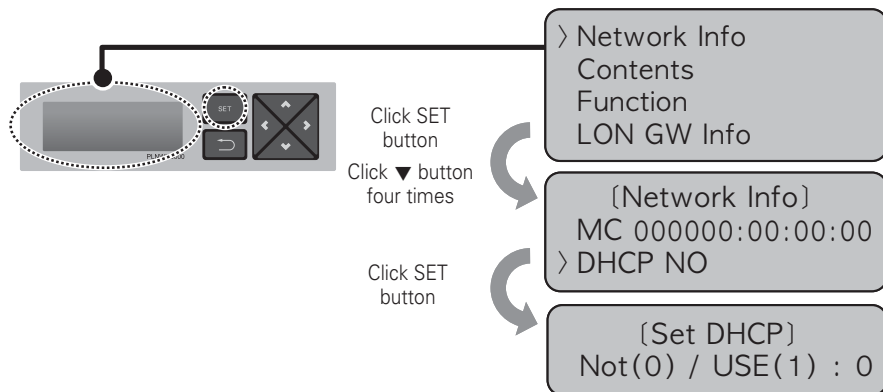 〉Network Info
Contents
Function
LON GW Info
SET
Click SET
button
Click ▼ button
four times
〔Network Info〕
MC 000000:00:00:00
〉DHCP NO
Click SET
button
〔Set DHCP〕
Not(0) / USE(1) : 0